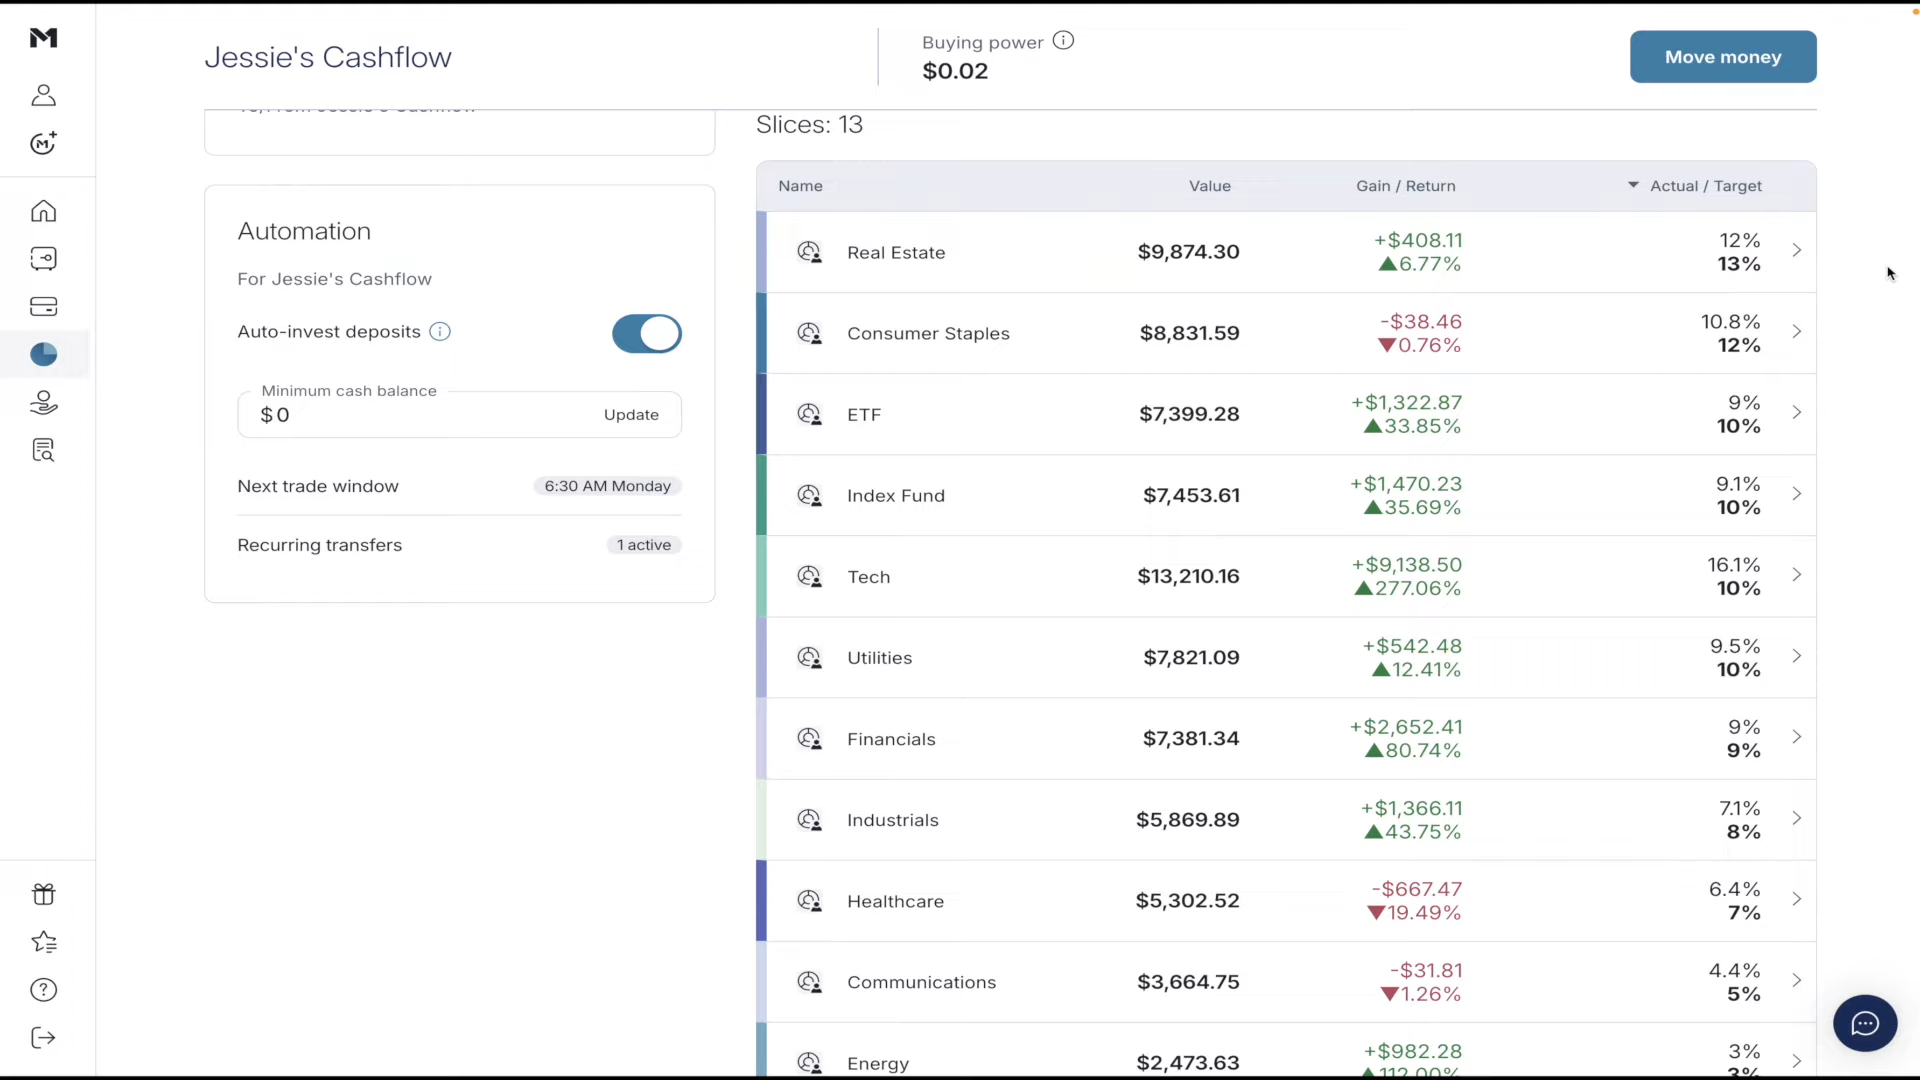 Jessie's Cashflow
Buying power
$0.02
Move money
Slices: 13
Automation
For Jessie's Cashflow
Auto-invest deposits
Minimum cash balance
$0
Update
Next trade window
6:30 AM Monday
Recurring transfers
1 active
Name Value Gain / Return Actual / Target
Real Estate $9,874.30 +$408.11 12%
▲6.77% 13%
Consumer Staples $8,831.59 -$38.46 10.8%
▼0.76% 12%
ETF $7,399.28 +$1,322.87 9%
▲33.85% 10%
Index Fund $7,453.61 +$1,470.23 9.1%
▲35.69% 10%
Tech $13,210.16 +$9,138.50 16.1%
▲277.06% 10%
Utilities $7,821.09 +$542.48 9.5%
▲12.41% 10%
Financials $7,381.34 +$2,652.41 9%
▲80.74% 9%
Industrials $5,869.89 +$1,366.11 7.1%
▲43.75% 8%
Healthcare $5,302.52 -$667.47 6.4%
▼19.49% 7%
Communications $3,664.75 -$31.81 4.4%
▼1.26% 5%
Energy $2,473.63 +$982.28 3%
▲112.00% 3%